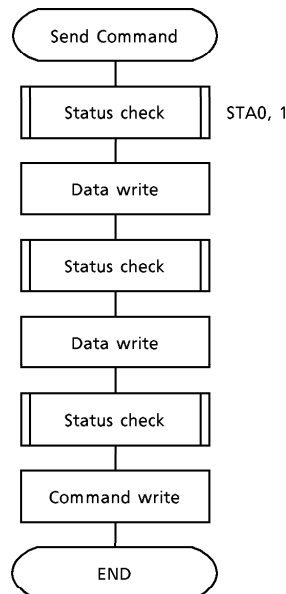 Send Command
Status check
STA0, 1
Data write
Status check
Data write
Status check
Command write
END